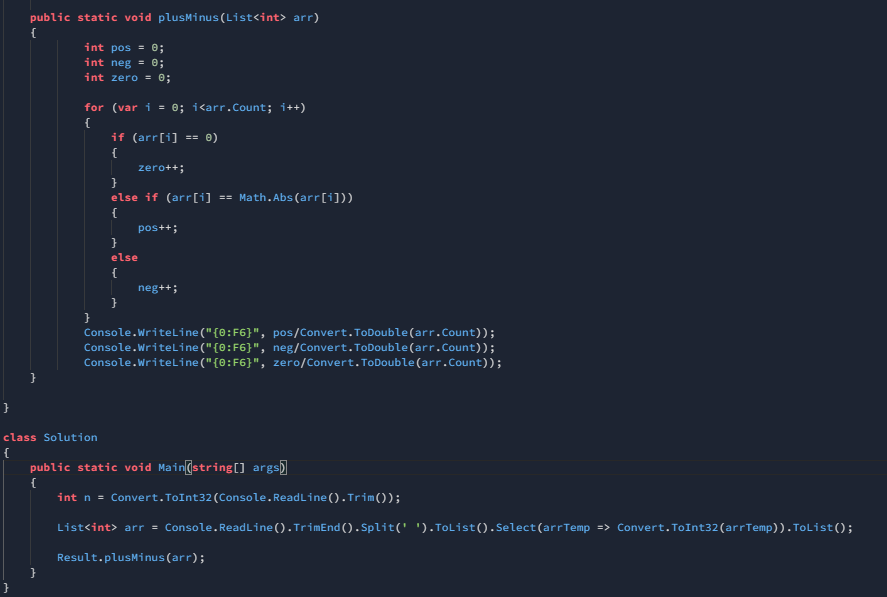 public static void plusMinus(List<int> arr)
{
int pos = 0;
int neg = 0;
int zero = 0;
for (var i = 0; i<arr.Count; i++)
{
if (arr[i] == 0)
{
zero++;
}
else if (arr[i] == Math.Abs(arr[i]))
{
pos++;
}
else
{
neg++;
}
}
Console.WriteLine("{0:F6}", pos/Convert.ToDouble(arr.Count));
Console.WriteLine("{0:F6}", neg/Convert.ToDouble(arr.Count));
Console.WriteLine("{0:F6}", zero/Convert.ToDouble(arr.Count));
}
}
class Solution
{
public static void Main(string[] args)
{
int n = Convert.ToInt32(Console.ReadLine().Trim());
List<int> arr = Console.ReadLine().TrimEnd().Split(' ').ToList().Select(arrTemp => Convert.ToInt32(arrTemp)).ToList();
Result.plusMinus(arr);
}
}